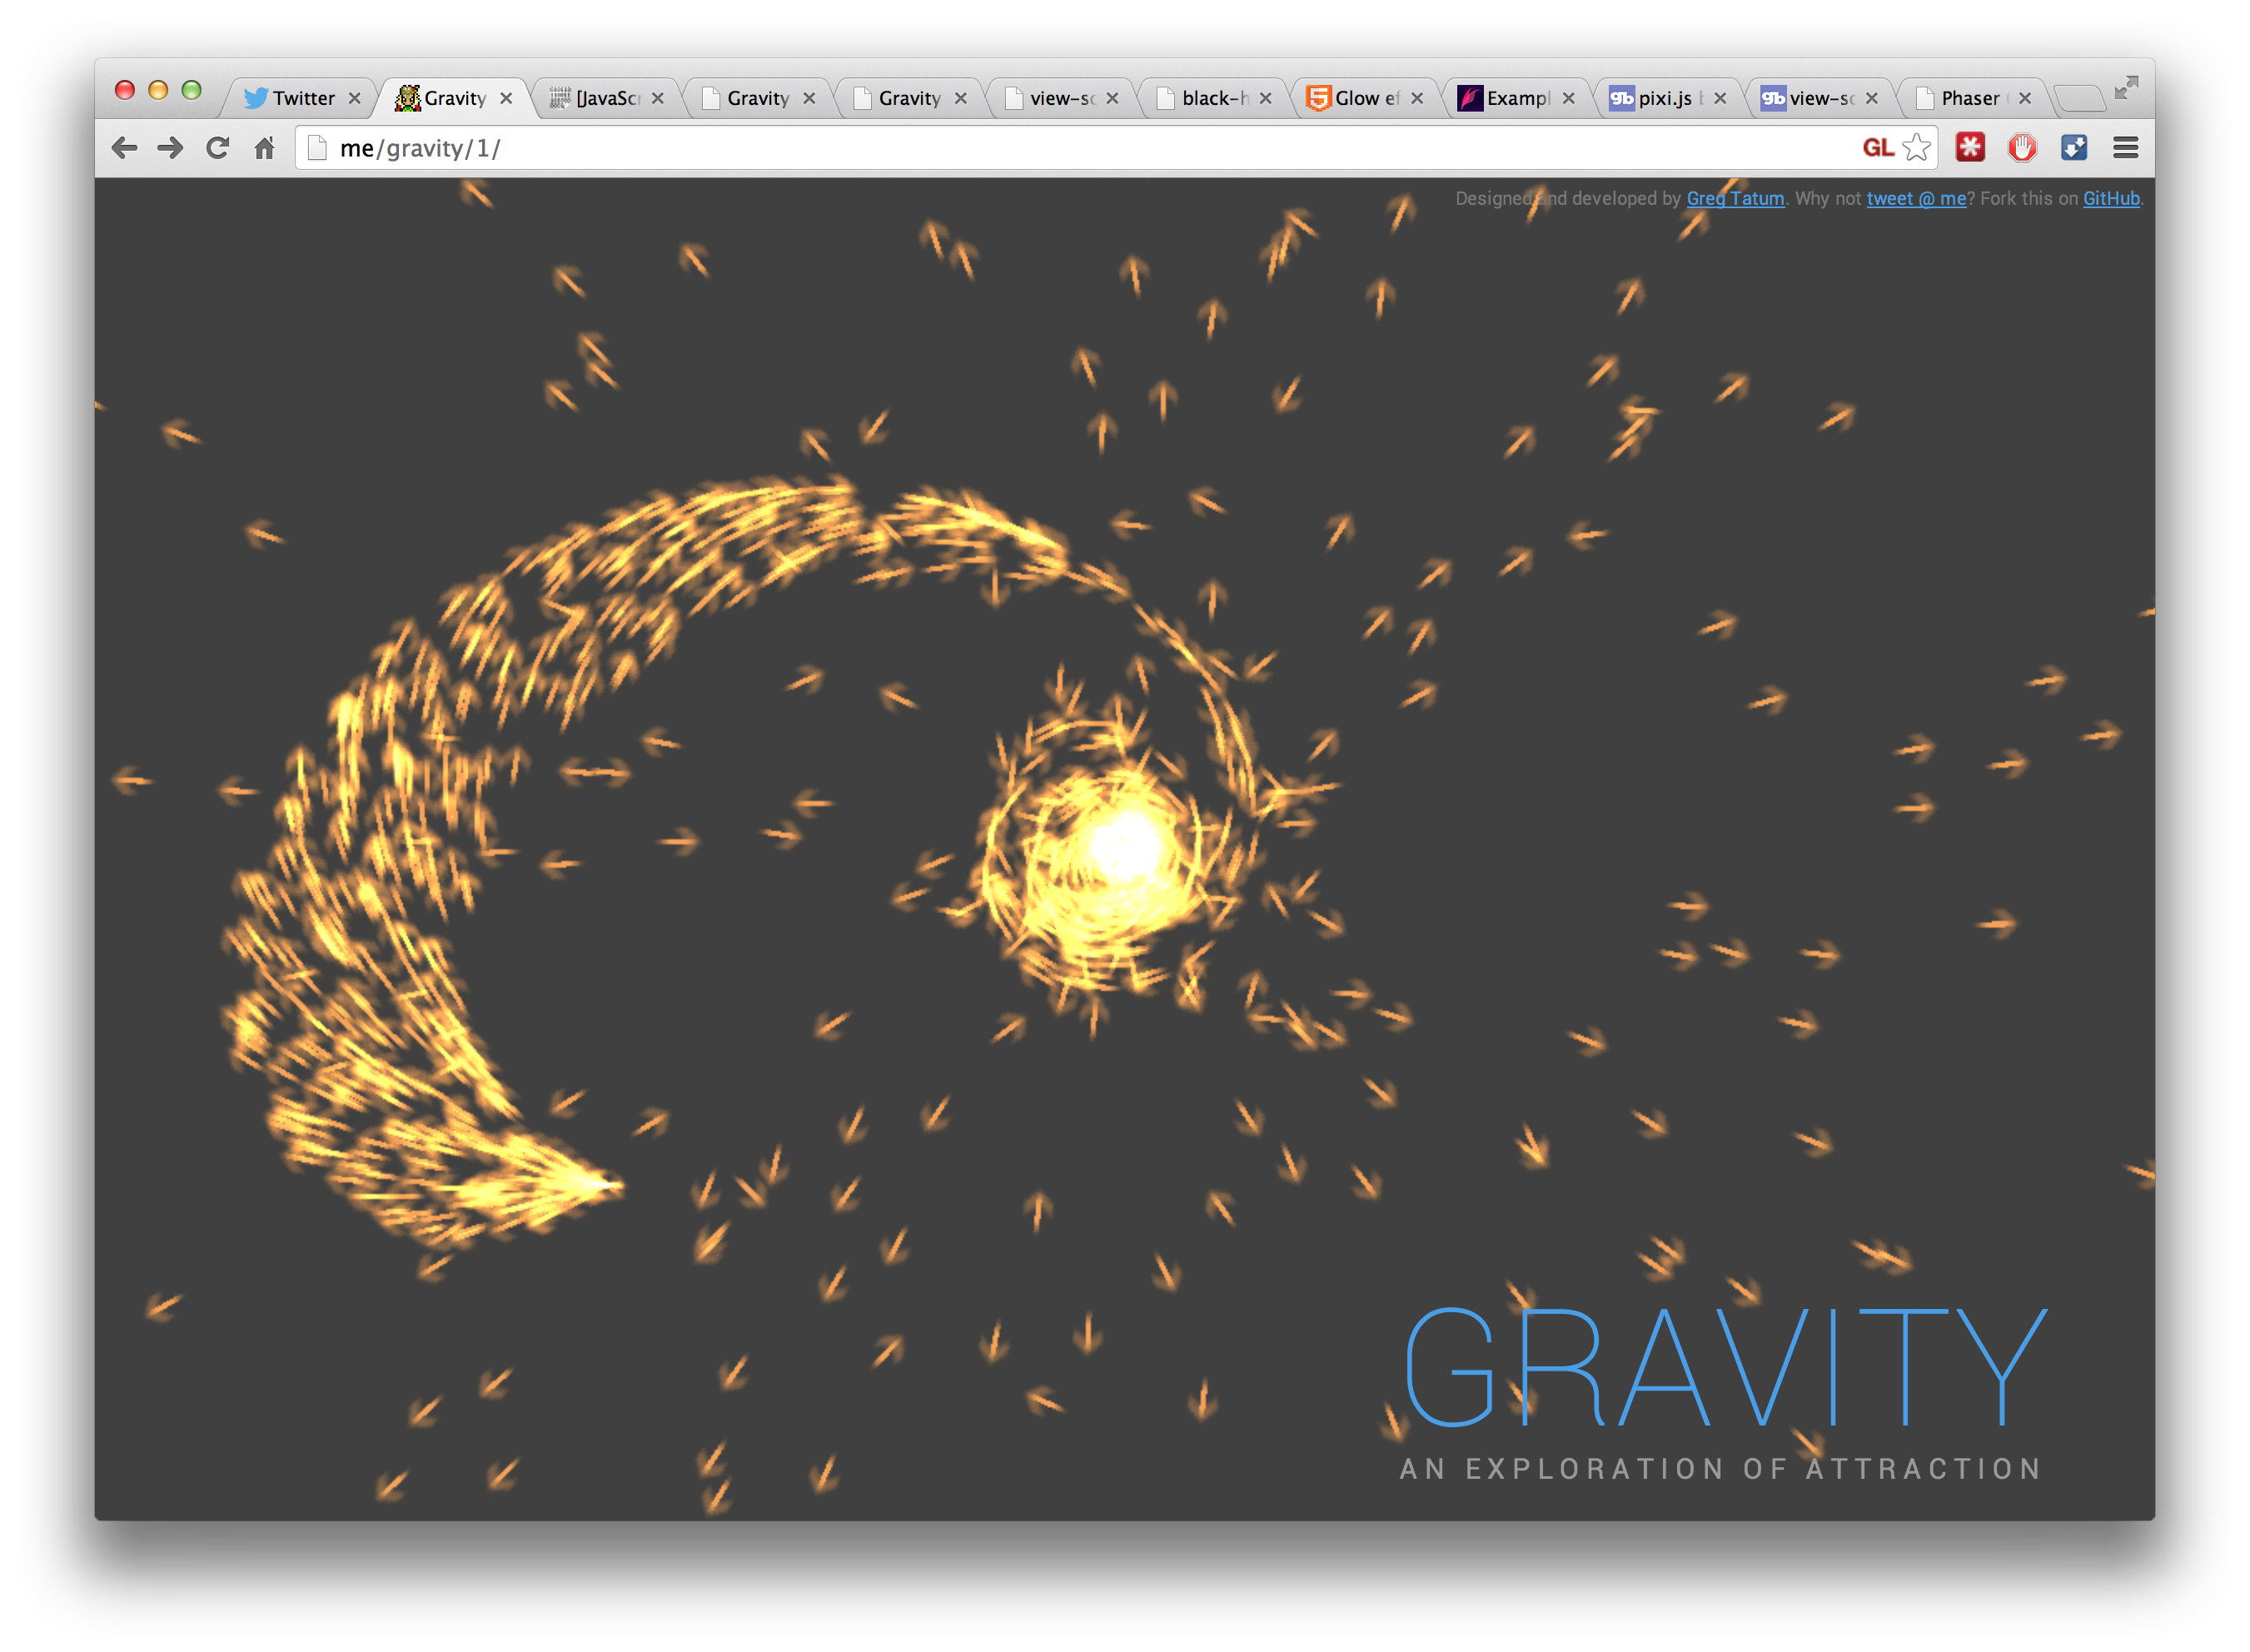 Twitter Gravity [JavaSc Gravity Gravity view-sc black-h Glow ef Exampl pixi.js view-sc Phaser
me/gravity/1/ GL
Designed and developed by Greg Tatum. Why not tweet @ me? Fork this on GitHub.
GRAVITY
AN EXPLORATION OF ATTRACTION